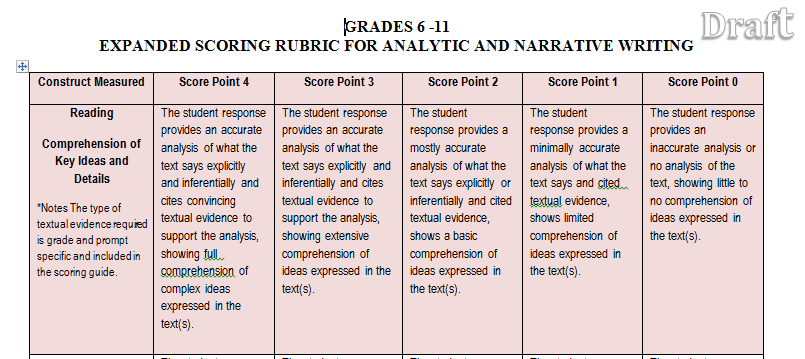 Draft
GRADES 6 -11
EXPANDED SCORING RUBRIC FOR ANALYTIC AND NARRATIVE WRITING
Construct Measured
Score Point 4
Score Point 3
Score Point 2
Score Point 1
Score Point 0
Reading
Comprehension of
Key Ideas and
Details
*Notes The type of
textual evidence required
is grade and prompt
specific and included in
the scoring guide.
The student response
provides an accurate
analysis of what the
text says explicitly
and inferentially and
cites convincing
textual evidence to
support the analysis,
showing full
comprehension of
complex ideas
expressed in the
text(s).
The student response
provides an accurate
analysis of what the
text says explicitly and
inferentially and cites
textual evidence to
support the analysis,
showing extensive
comprehension of
ideas expressed in the
text(s).
The student
response provides a
mostly accurate
analysis of what the
text says explicitly or
inferentially and cited
textual evidence,
shows a basic
comprehension of
ideas expressed in
the text(s).
The student
response provides a
minimally accurate
analysis of what the
text says and cited
textual evidence,
shows limited
comprehension of
ideas expressed in
the text(s).
The student response
provides an
inaccurate analysis or
no analysis of the
text, showing little to
no comprehension of
ideas expressed in
the text(s).